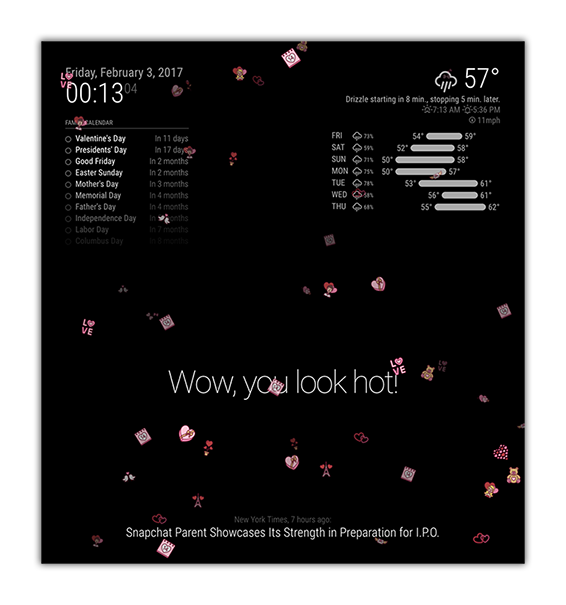 Friday, February 3, 2017
00:13 04
57°
Drizzle starting in 8 min., stopping 5 min. later.
7:13 AM 5:36 PM
11mph
CALENDAR
Valentine's Day In 11 days
Presidents' Day In 17 days
Good Friday In 2 months
Easter Sunday In 2 months
Mother's Day In 3 months
Memorial Day In 4 months
Father's Day In 4 months
Independence Day In months
Labor Day In 7 months
Columbus Day In 8 months
FRI 73% 54° 59°
SAT 59% 52° 58°
SUN 71% 50° 58°
MON 75% 50° 57°
TUE 78% 53° 61°
WED 58% 56° 61°
THU 68% 55° 62°
LOVE
LOVE
LOVE
Wow, you look hot!
New York Times, 7 hours ago:
Snapchat Parent Showcases Its Strength in Preparation for I.P.O.